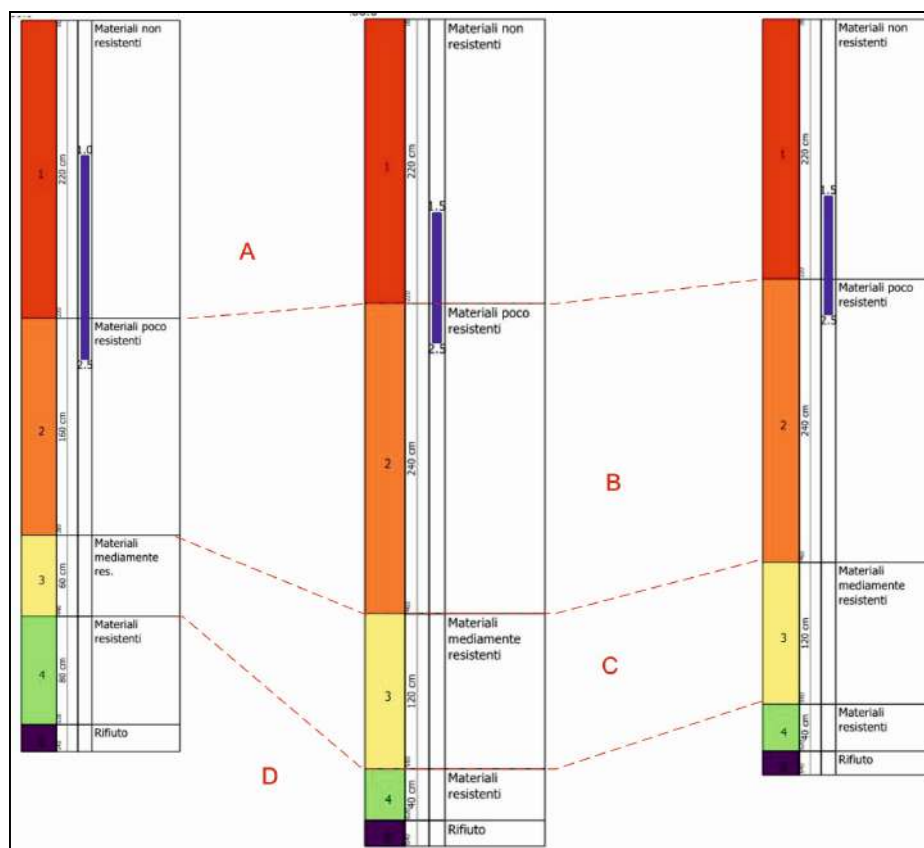 Materiali non
resistenti
1
220 cm
1.0
2.5
Materiali poco
resistenti
2
160 cm
Materiali
mediamente
res.
3
60 cm
Materiali
resistenti
4
80 cm
Rifiuto
A
Materiali non
resistenti
1
220 cm
1.5
2.5
Materiali poco
resistenti
2
240 cm
Materiali
mediamente
resistenti
3
120 cm
Materiali
resistenti
4
40 cm
Rifiuto
B
C
D
Materiali non
resistenti
1
220 cm
1.5
2.5
Materiali poco
resistenti
2
240 cm
Materiali
mediamente
resistenti
3
120 cm
Materiali
resistenti
4
40 cm
Rifiuto